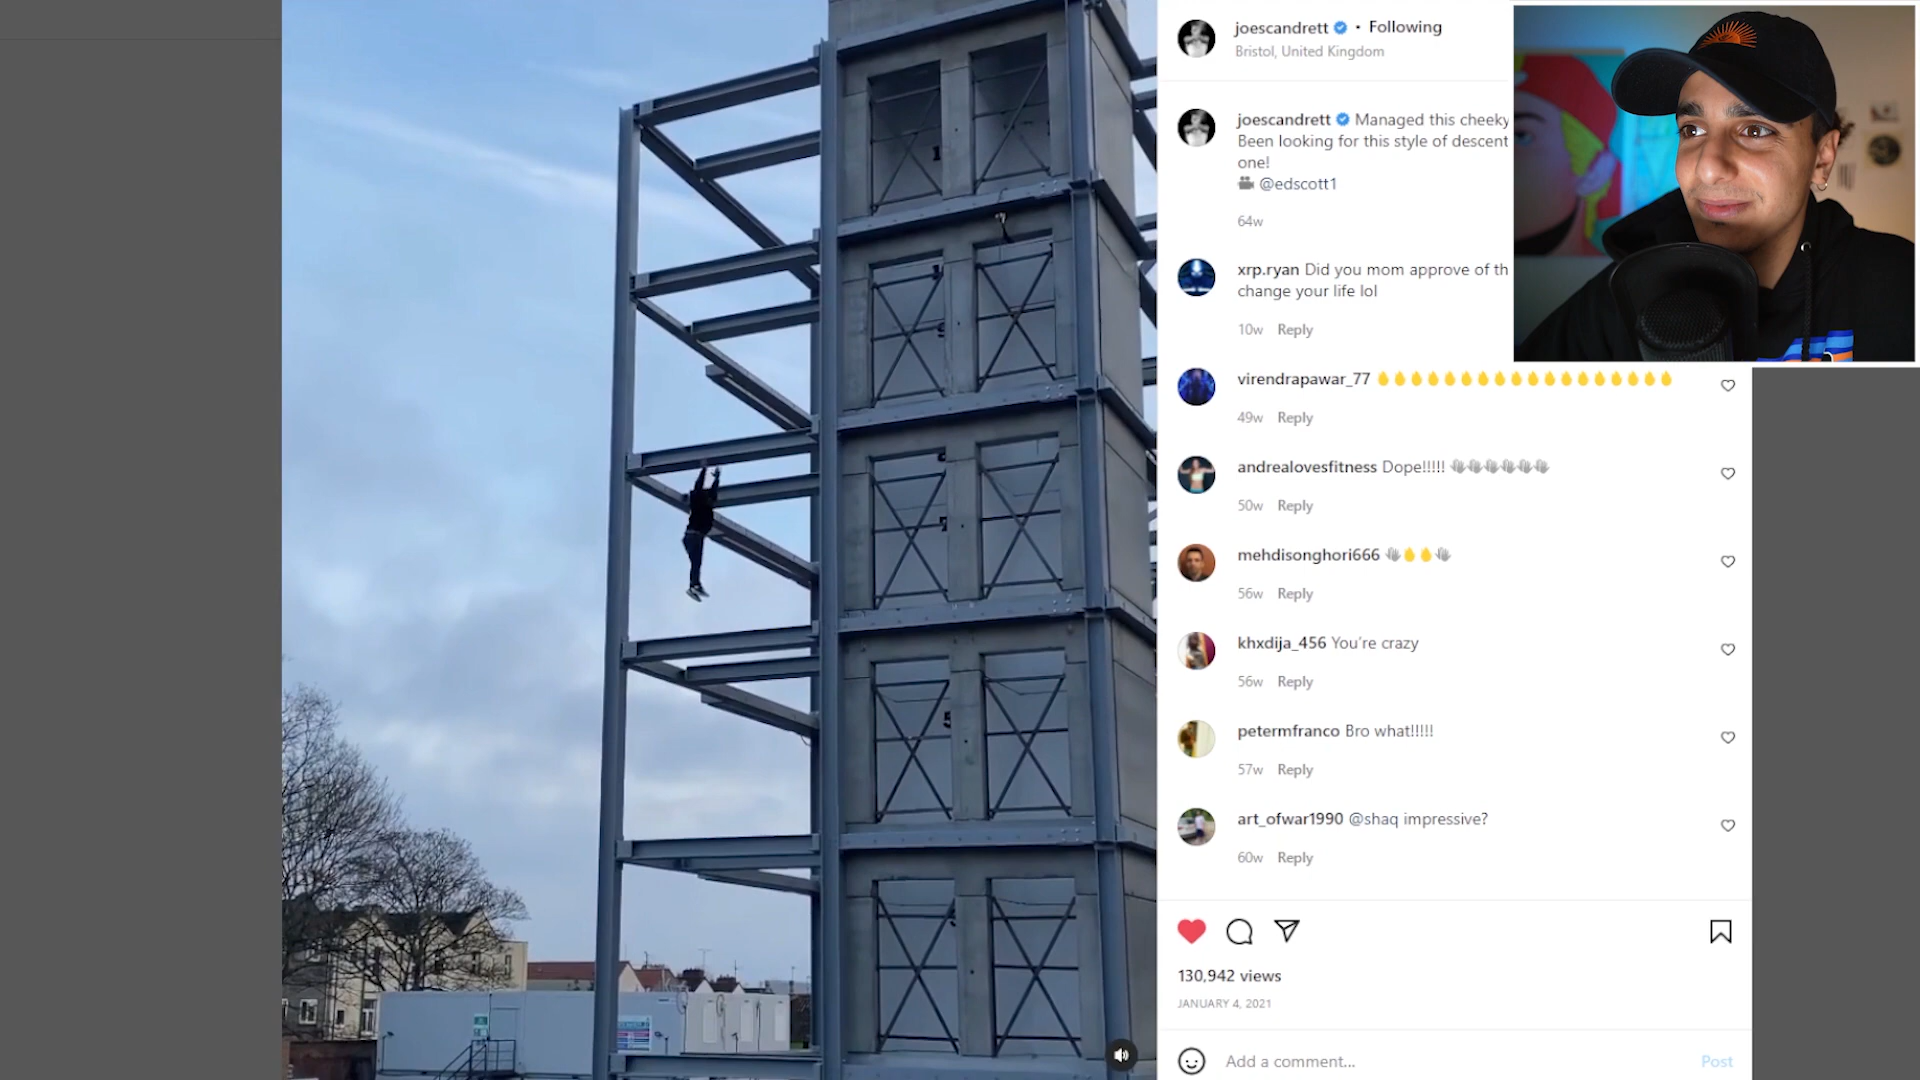 joescandrett • Following
Bristol, United Kingdom
joescandrett Managed this cheeky
Been looking for this style of descent
one!
@edscott1
64w
xrp.ryan Did you mom approve of th
change your life lol
10w Reply
virendrapawar_77
49w Reply
andrealovesfitness Dope!!!!!
50w Reply
mehdisonghori666
56w Reply
khxdija_456 You're crazy
56w Reply
petermfranco Bro what!!!!!
57w Reply
art_ofwar1990 @shaq impressive?
60w Reply
130,942 views
JANUARY 4, 2021
Add a comment...
Post
7
5